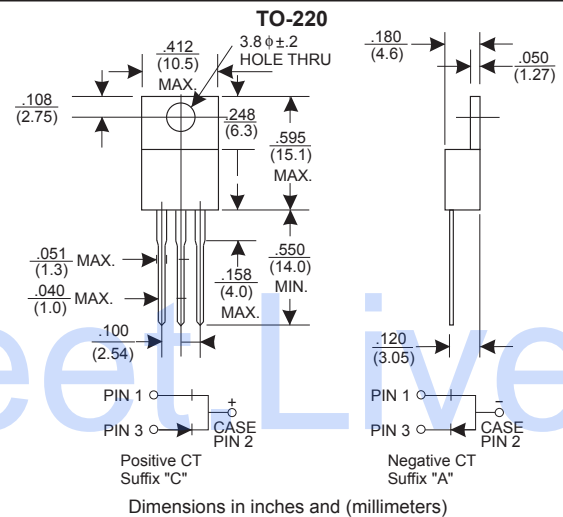 TO-220
.412
(10.5)
MAX.
3.8 ϕ±.2
HOLE THRU
.180
(4.6)
.050
(1.27)
.108
(2.75)
.248
(6.3)
.595
(15.1)
MAX.
.051
(1.3) MAX.
.040
(1.0) MAX.
.158
(4.0)
MAX.
.550
(14.0)
MIN.
.100
(2.54)
.120
(3.05)
eet.Live
PIN 1
+
PIN 3
CASE
PIN 2
Positive CT
Suffix "C"
PIN 1
−
PIN 3
CASE
PIN 2
Negative CT
Suffix "A"
Dimensions in inches and (millimeters)